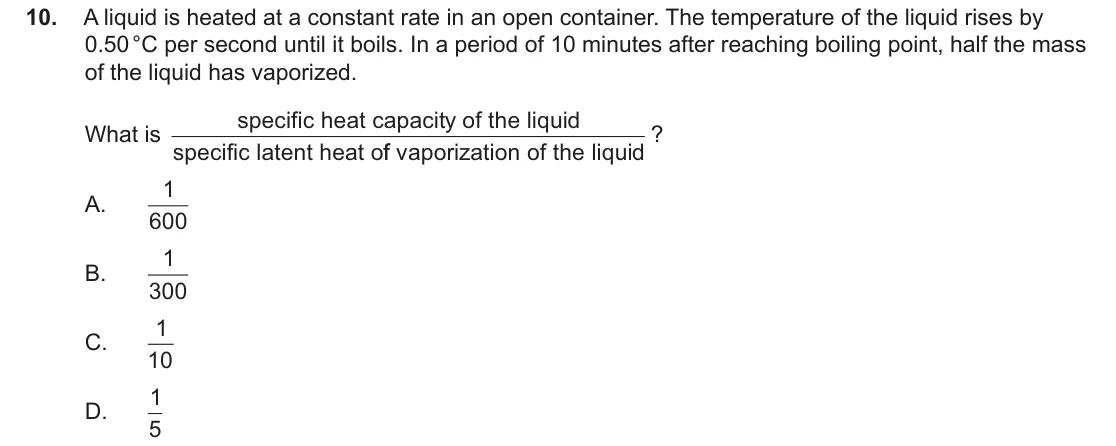 10. A liquid is heated at a constant rate in an open container. The temperature of the liquid rises by
0.50 °C per second until it boils. In a period of 10 minutes after reaching boiling point, half the mass
of the liquid has vaporized.
What is specific heat capacity of the liquid / specific latent heat of vaporization of the liquid ?
A. 1/600
B. 1/300
C. 1/10
D. 1/5